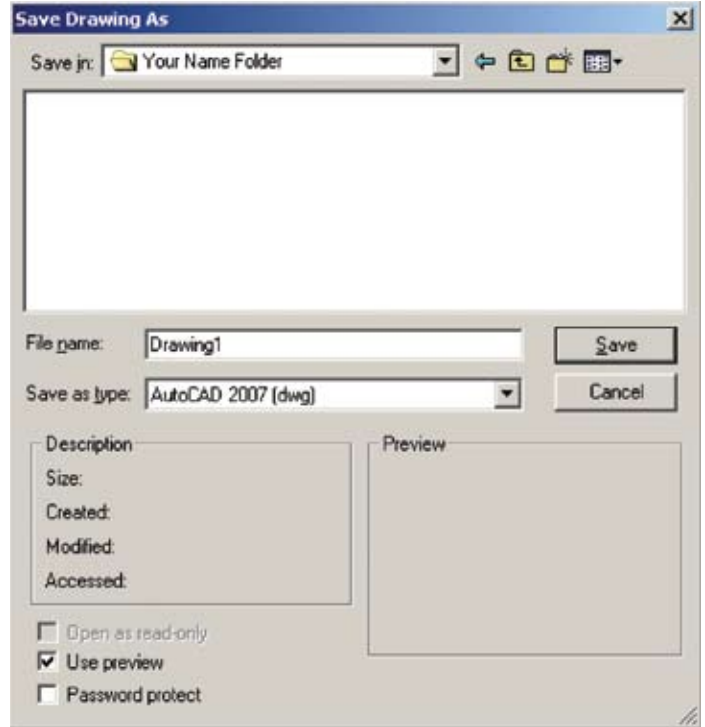 Save Drawing As
Save in: Your Name Folder
File name: Drawing1 Save
Save as type: AutoCAD 2007 (dwg) Cancel
Description
Size:
Created:
Modified:
Accessed:
Preview
Open as read-only
Use preview
Password protect